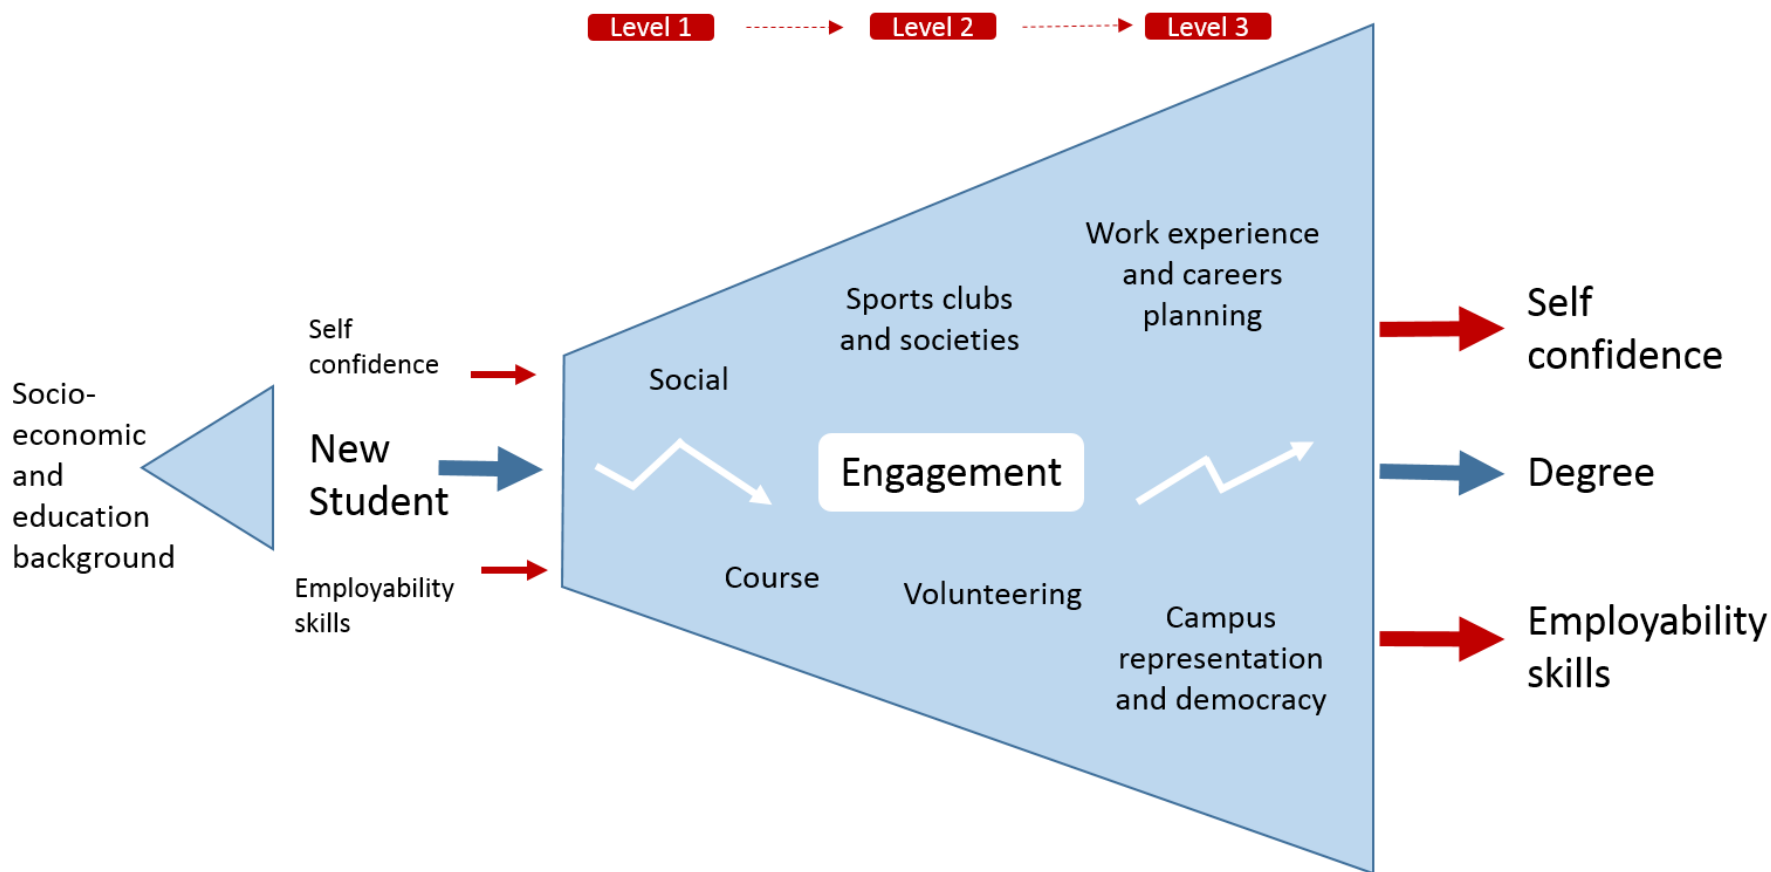 Level 1
Level 2
Level 3
Socio-
economic
and
education
background
Self
confidence
New
Student
Employability
skills
Social
Course
Sports clubs
and societies
Engagement
Volunteering
Work experience
and careers
planning
Campus
representation
and democracy
Self
confidence
Degree
Employability
skills